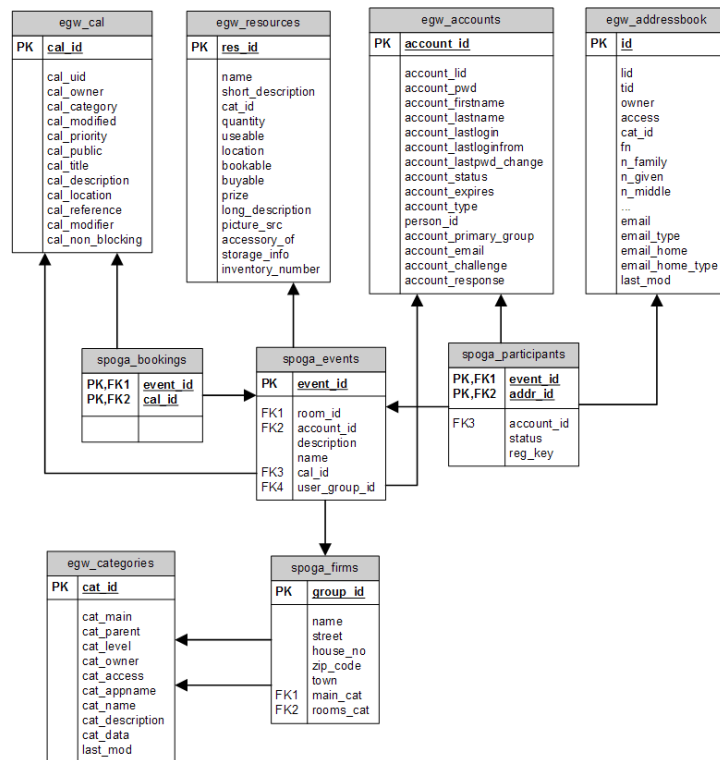 egw_cal
PK cal_id
cal_uid
cal_owner
cal_category
cal_modified
cal_priority
cal_public
cal_title
cal_description
cal_location
cal_reference
cal_modifier
cal_non_blocking
egw_resources
PK res_id
name
short_description
cat_id
quantity
useable
location
bookable
buyable
prize
long_description
picture_src
accessory_of
storage_info
inventory_number
egw_accounts
PK account_id
account_lid
account_pwd
account_firstname
account_lastname
account_lastlogin
account_lastloginfrom
account_lastpwd_change
account_status
account_expires
account_type
person_id
account_primary_group
account_email
account_challenge
account_response
egw_addressbook
PK id
lid
tid
owner
access
cat_id
fn
n_family
n_given
n_middle
...
email
email_type
email_home
email_home_type
last_mod
spoga_bookings
PK,FK1 event_id
PK,FK2 cal_id
spoga_events
PK event_id
FK1 room_id
FK2 account_id
description
name
FK3 cal_id
FK4 user_group_id
spoga_participants
PK,FK1 event_id
PK,FK2 addr_id
FK3 account_id
status
reg_key
egw_categories
PK cat_id
cat_main
cat_parent
cat_level
cat_owner
cat_access
cat_appname
cat_name
cat_description
cat_data
last_mod
spoga_firms
PK group_id
name
street
house_no
zip_code
town
FK1 main_cat
FK2 rooms_cat